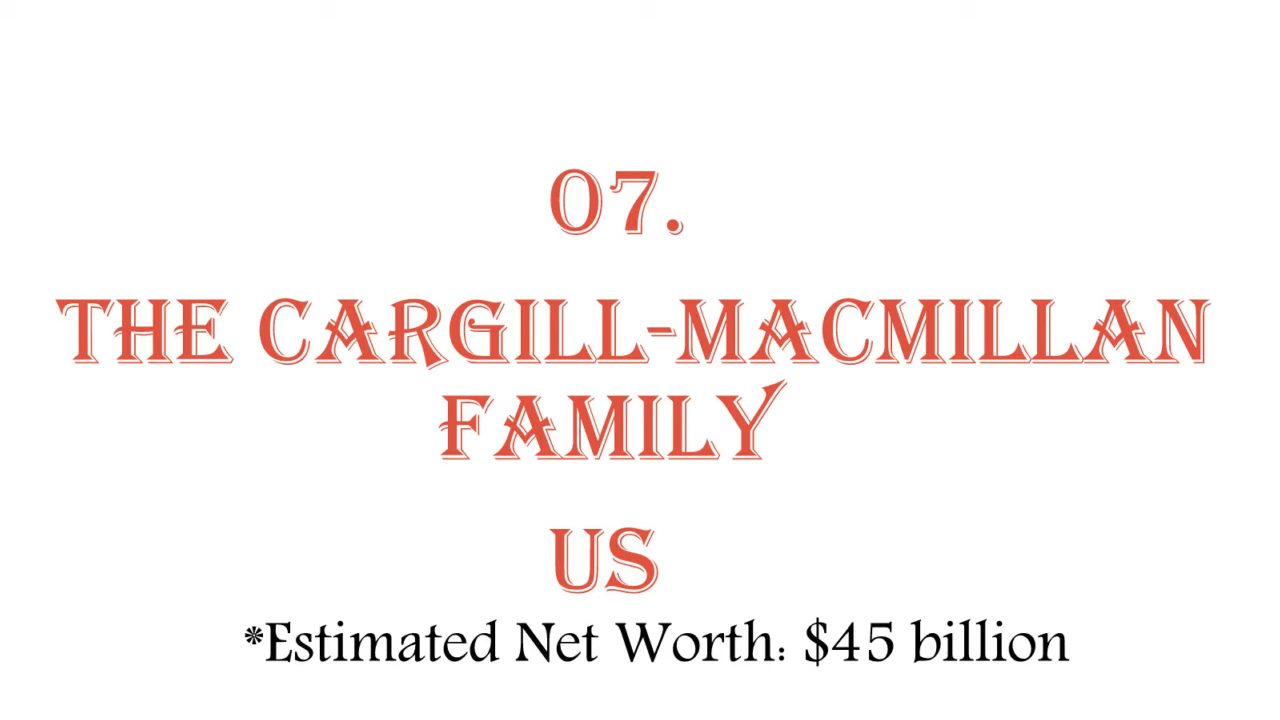 07.
THE CARGILL-MACMILLAN
FAMILY
US
*Estimated Net Worth: $45 billion